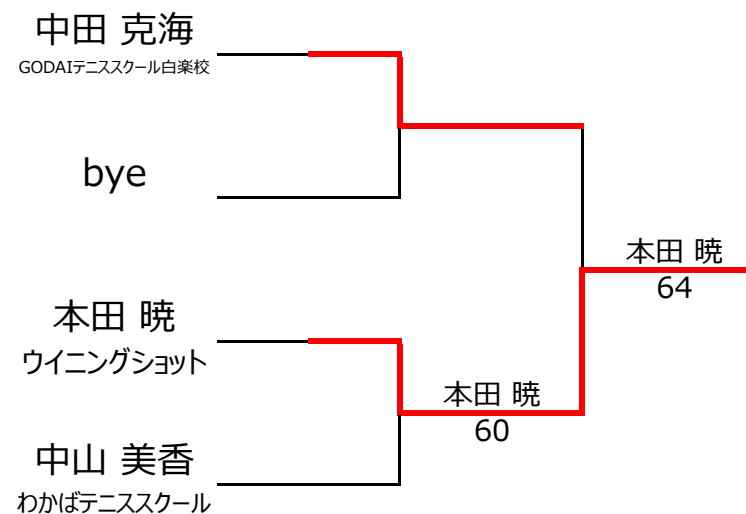 中田 克海
GODAIテニススクール白楽校
bye
本田 暁
64
本田 暁
ウイニングショット
本田 暁
60
中山 美香
わかばテニススクール